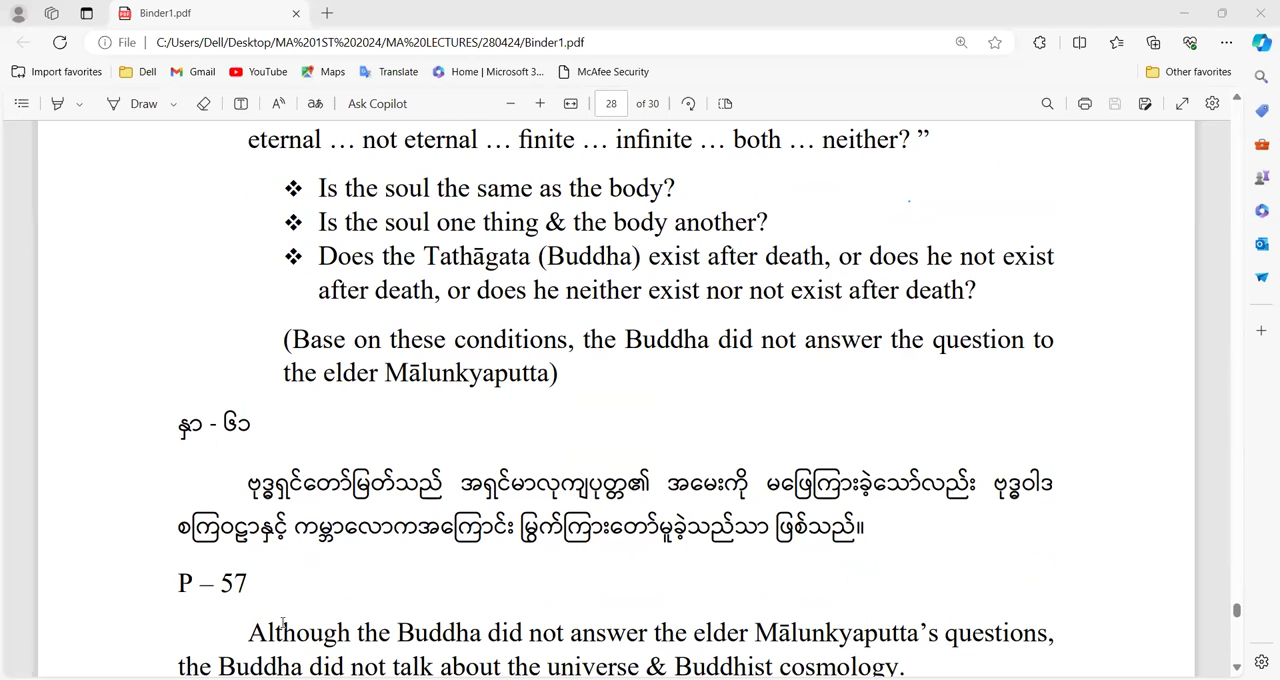 Binder1.pdf
File C:/Users/Dell/Desktop/MA%201ST%202024/MA%20LECTURES/280424/Binder1.pdf
Import favorites Dell Gmail YouTube Maps Translate Home | Microsoft 3... McAfee Security Other favorites
Draw Ask Copilot 28 of 30
eternal … not eternal … finite … infinite … both … neither? ”
❖ Is the soul the same as the body?
❖ Is the soul one thing & the body another?
❖ Does the Tathāgata (Buddha) exist after death, or does he not exist
after death, or does he neither exist nor not exist after death?
(Base on these conditions, the Buddha did not answer the question to
the elder Mālunkyaputta)
နှာ - ၆၁
ဗုဒ္ဓရှင်တော်မြတ်သည် အရှင်မာလုကျပုတ္တ၏ အမေးကို မဖြေကြားခဲ့သော်လည်း ဗုဒ္ဓဝါဒ
စကြဝဠာနှင့် ကမ္ဘာလောကအကြောင်း မြွက်ကြားတော်မူခဲ့သည်သာ ဖြစ်သည်။
P – 57
Although the Buddha did not answer the elder Mālunkyaputta’s questions,
the Buddha did not talk about the universe & Buddhist cosmology.